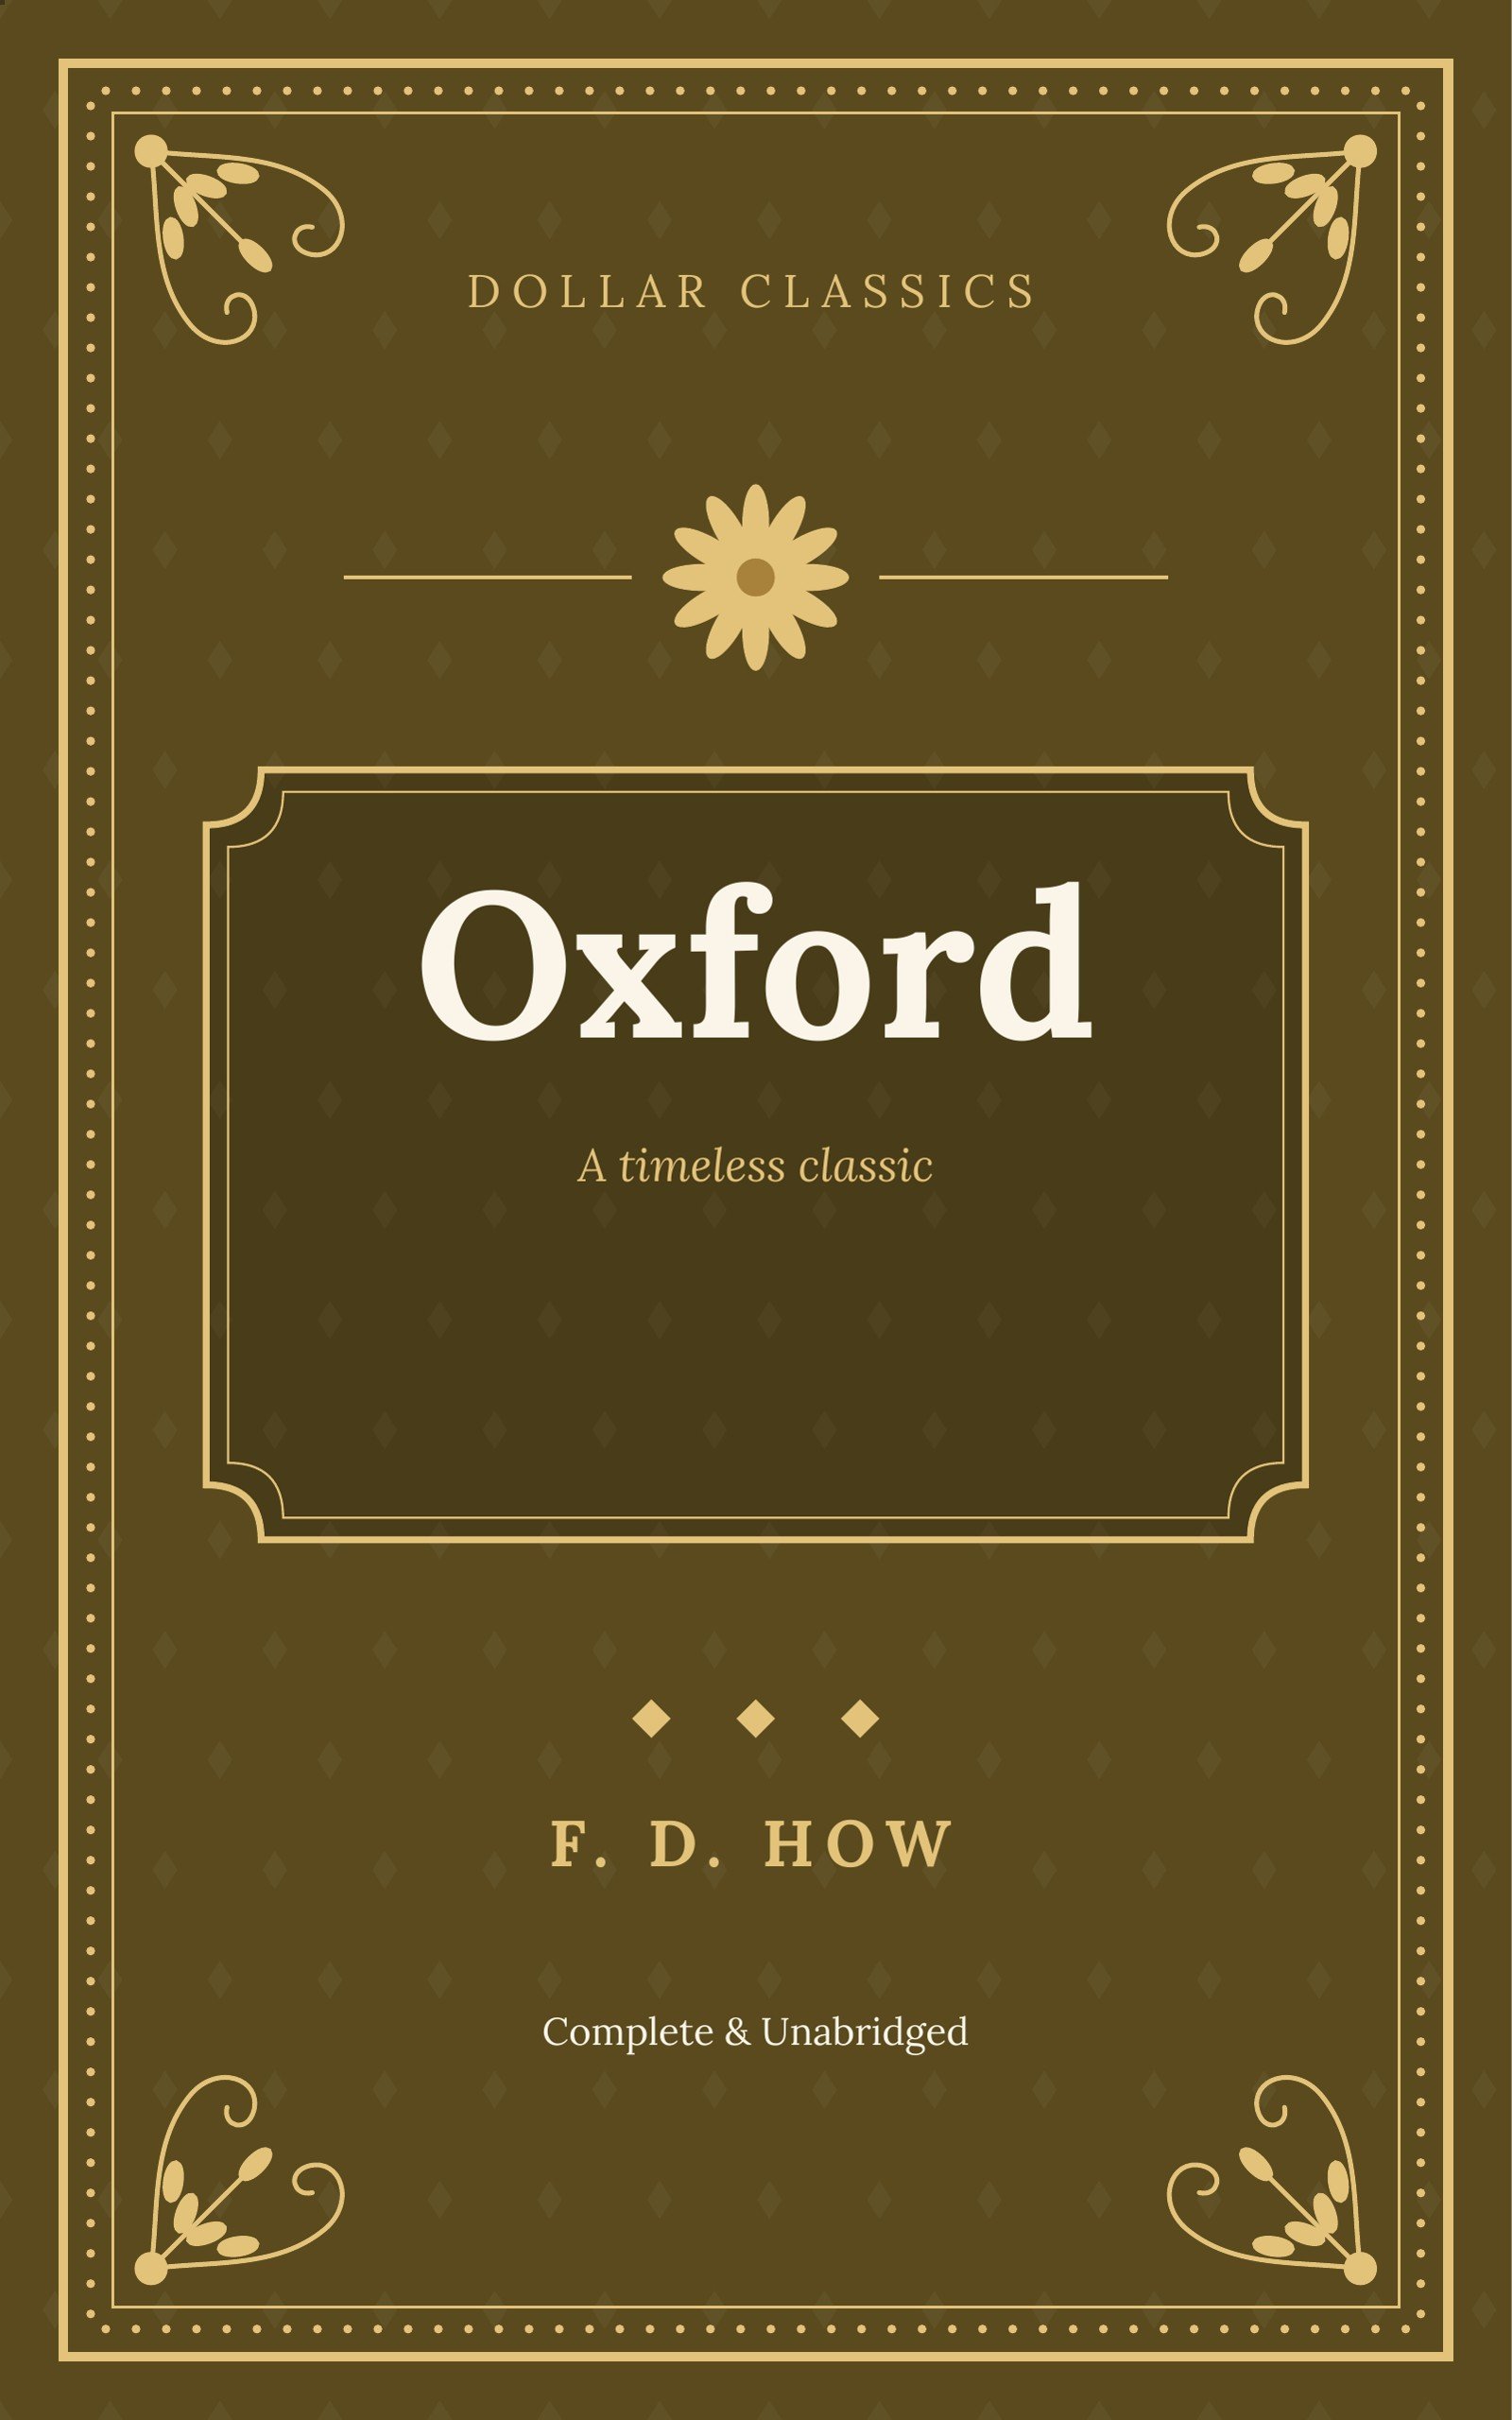 DOLLAR CLASSICS
Oxford
A timeless classic
F. D. HOW
Complete & Unabridged